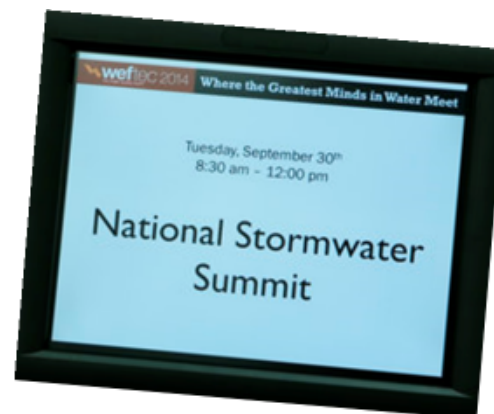 weftec 2014 Where the Greatest Minds in Water Meet
Tuesday, September 30th
8:30 am – 12:00 pm
National Stormwater
Summit